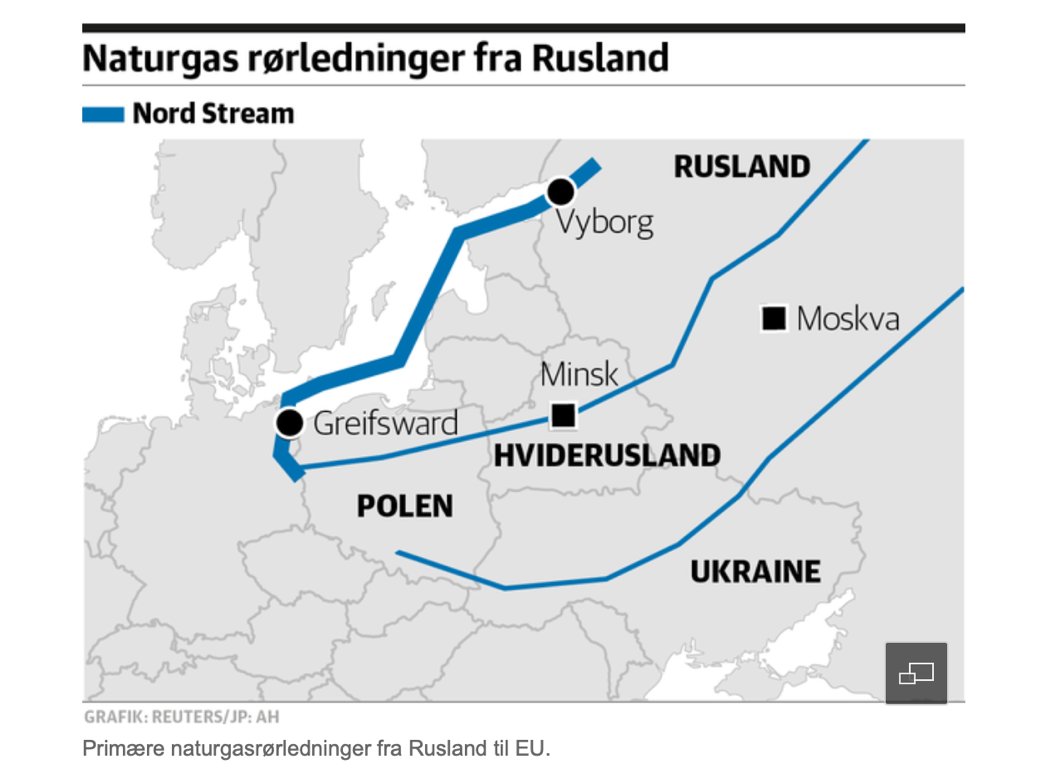 Naturgas rørledninger fra Rusland
Nord Stream
RUSLAND
Vyborg
Moskva
Minsk
Greifsward
HVIDERUSLAND
POLEN
UKRAINE
GRAFIK: REUTERS/JP: AH
Primære naturgasrørledninger fra Rusland til EU.